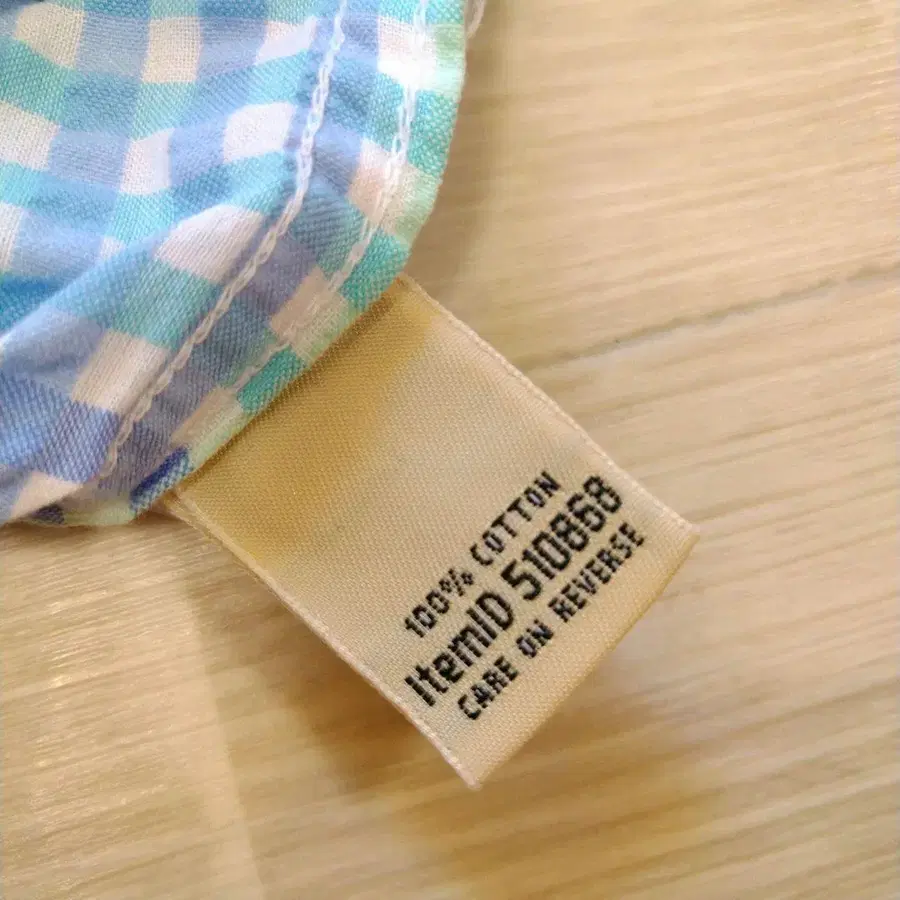 100% COTTON
ItemID 510868
CARE ON REVERSE